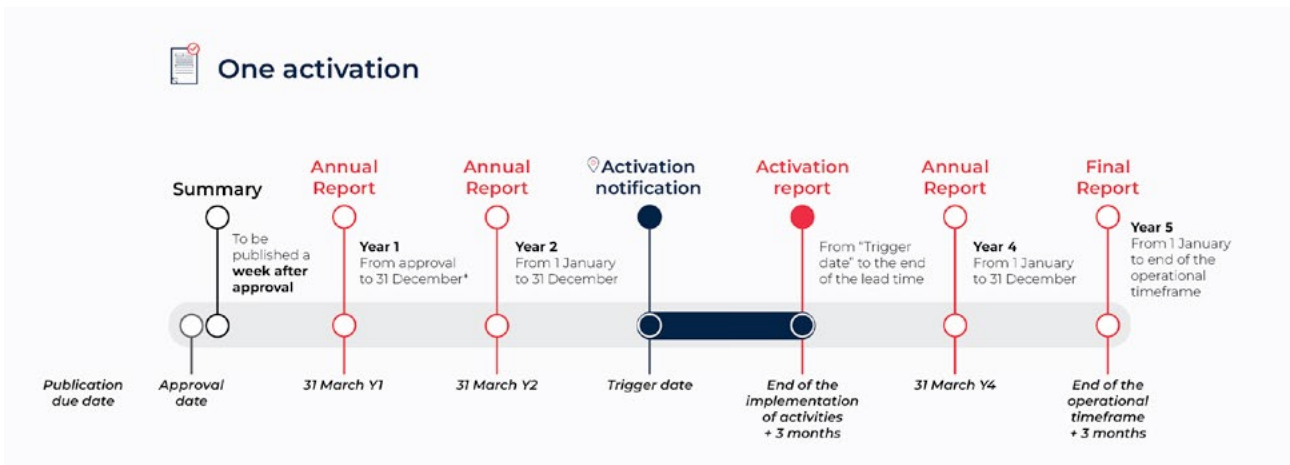 One activation
Summary
To be
published a
week after
approval
Annual
Report
Year 1
From approval
to 31 December*
Annual
Report
Year 2
From 1 January
to 31 December
Activation
notification
Activation
report
From “Trigger
date” to the end
of the lead time
Annual
Report
Year 4
From 1 January
to 31 December
Final
Report
Year 5
From 1 January
to end of the
operational
timeframe
Publication
due date
Approval
date
31 March Y1
31 March Y2
Trigger date
End of the
implementation
of activities
+ 3 months
31 March Y4
End of the
operational
timeframe
+ 3 months